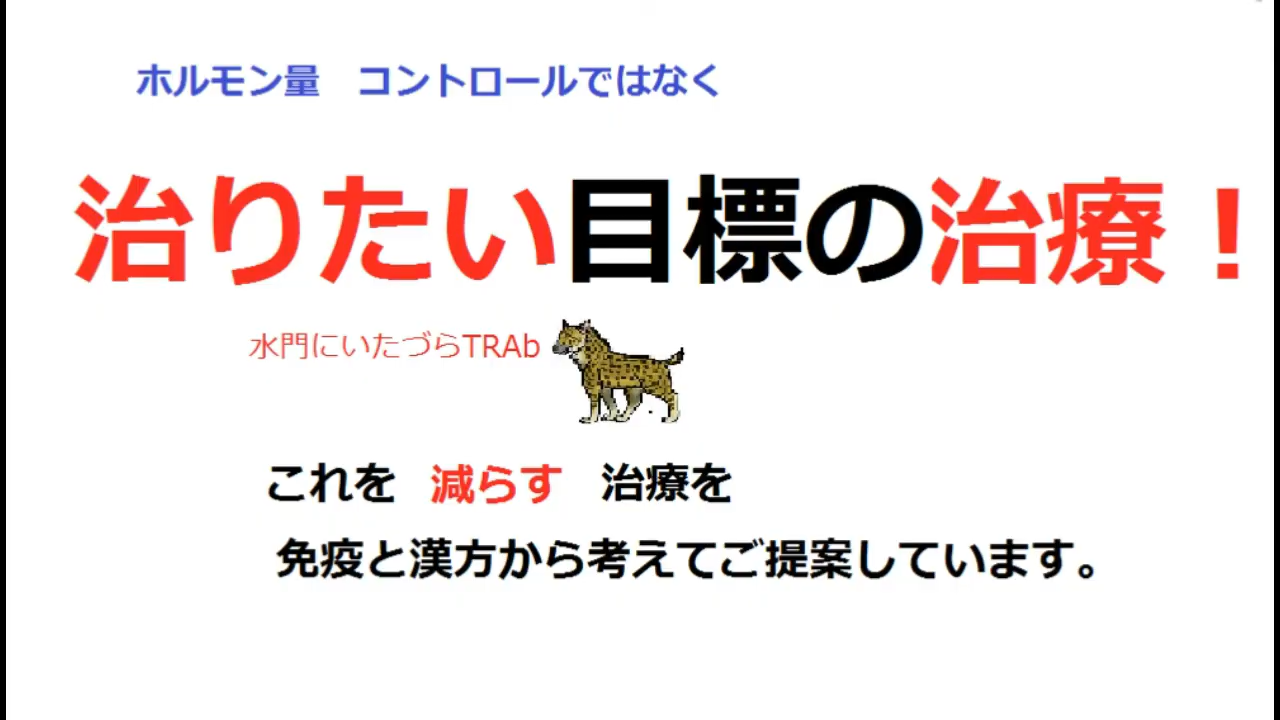 ホルモン量　コントロールではなく
治りたい目標の治療！
水門にいたづらTRAb
これを　減らす　治療を
免疫と漢方から考えてご提案しています。